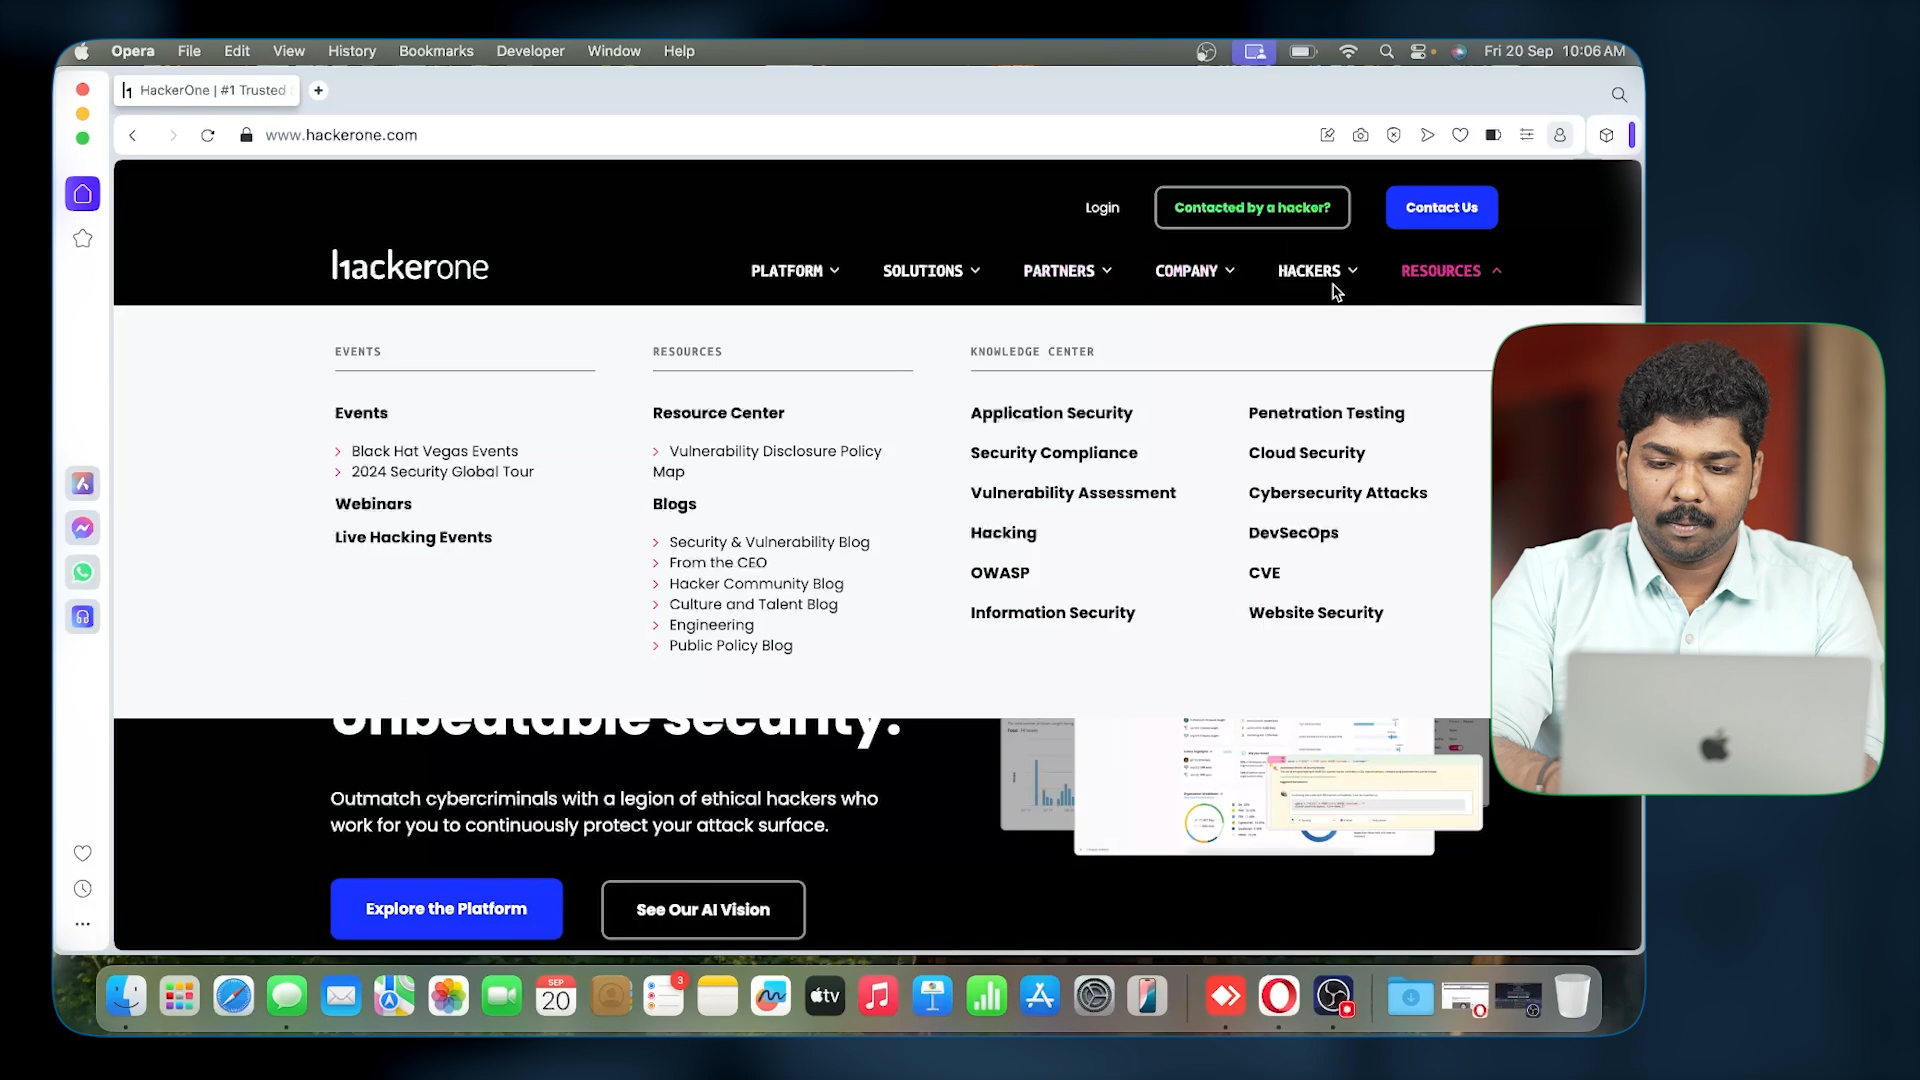 Opera File Edit View History Bookmarks Developer Window Help Fri 20 Sep 10:06 AM
HackerOne | #1 Trusted
www.hackerone.com
Login Contacted by a hacker? Contact Us
hackerone PLATFORM SOLUTIONS PARTNERS COMPANY HACKERS RESOURCES
EVENTS
Events
Black Hat Vegas Events
2024 Security Global Tour
Webinars
Live Hacking Events
RESOURCES
Resource Center
Vulnerability Disclosure Policy
Map
Blogs
Security & Vulnerability Blog
From the CEO
Hacker Community Blog
Culture and Talent Blog
Engineering
Public Policy Blog
KNOWLEDGE CENTER
Application Security
Security Compliance
Vulnerability Assessment
Hacking
OWASP
Information Security
Penetration Testing
Cloud Security
Cybersecurity Attacks
DevSecOps
CVE
Website Security
Unbeatable security.
Outmatch cybercriminals with a legion of ethical hackers who
work for you to continuously protect your attack surface.
Explore the Platform See Our AI Vision
SEP
20
3
tv